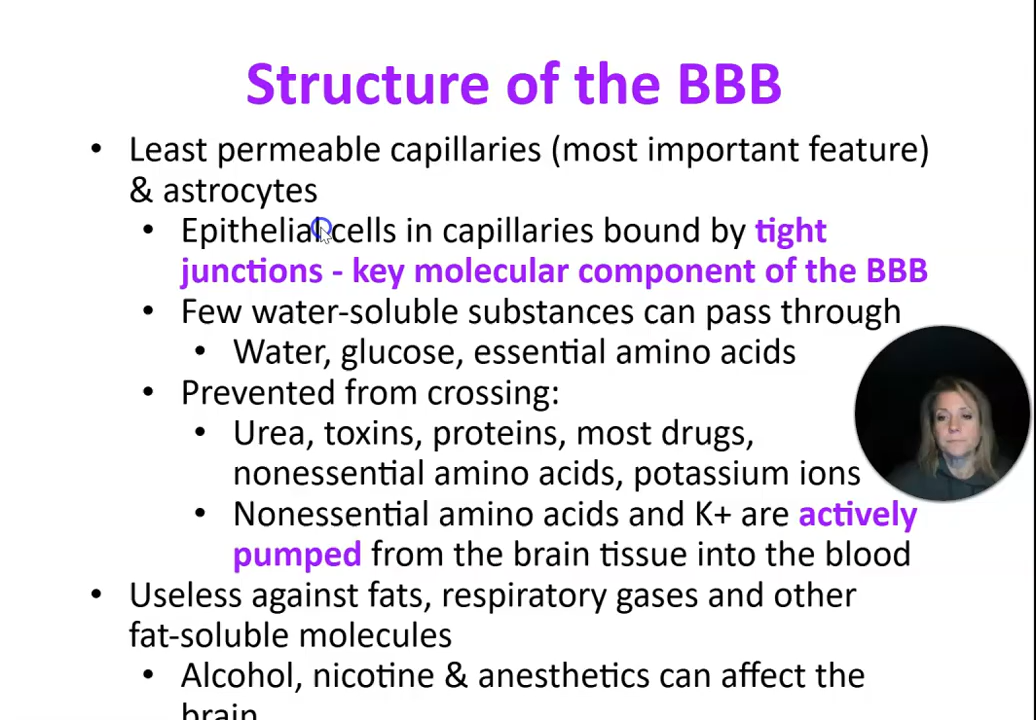 Structure of the BBB
• Least permeable capillaries (most important feature)
& astrocytes
• Epithelial cells in capillaries bound by tight
junctions - key molecular component of the BBB
• Few water-soluble substances can pass through
• Water, glucose, essential amino acids
• Prevented from crossing:
• Urea, toxins, proteins, most drugs,
nonessential amino acids, potassium ions
• Nonessential amino acids and K+ are actively
pumped from the brain tissue into the blood
• Useless against fats, respiratory gases and other
fat-soluble molecules
• Alcohol, nicotine & anesthetics can affect the
brain